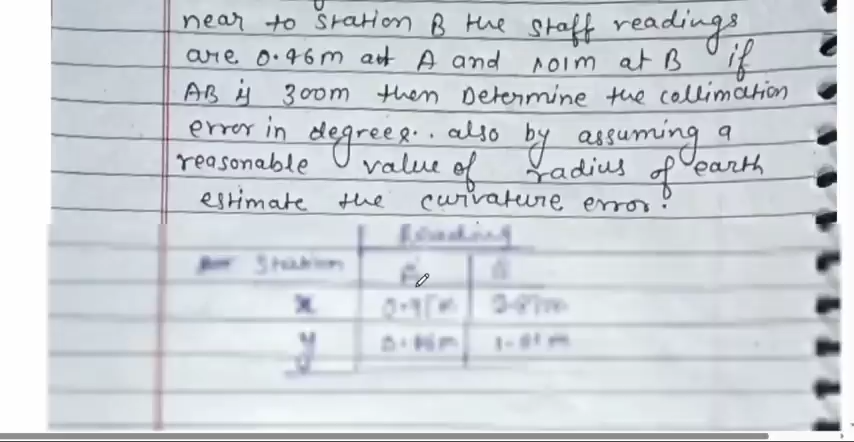 near to Station B the staff readings
are 0.46m at A and 1.01m at B if
AB is 300m then Determine the collimation
error in degrees.. also by assuming a
reasonable value of radius of earth
estimate the curvature error?
Reading
Station
x
y